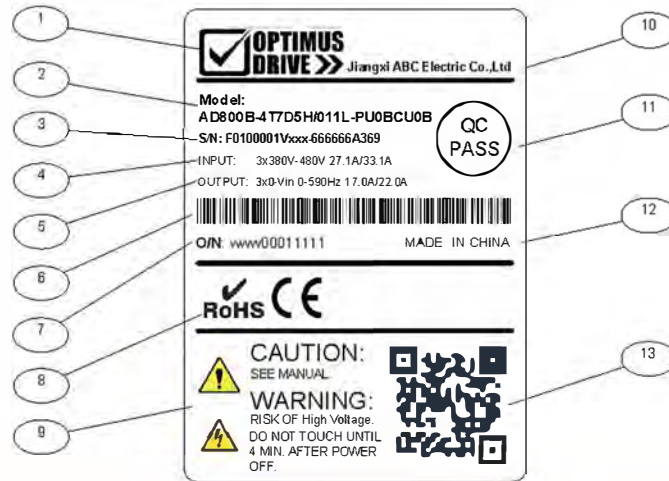 1
OPTIMUS
DRIVE
Jiangxi ABC Electric Co.,Ltd
10
2
Model:
AD800B-4T7D5H/011L-PU0BCU0B
3
S/N: F0100001Vxxx-666666A369
QC
PASS
11
4
INPUT: 3x380V-480V 27.1A/33.1A
5
OUTPUT: 3x0-Vin 0-590Hz 17.0A/22.0A
6
O/N: www00011111
MADE IN CHINA
12
7
RoHS CE
8
CAUTION:
SEE MANUAL
WARNING:
RISK OF High Voltage.
DO NOT TOUCH UNTIL
4 MIN. AFTER POWER
OFF.
9
13